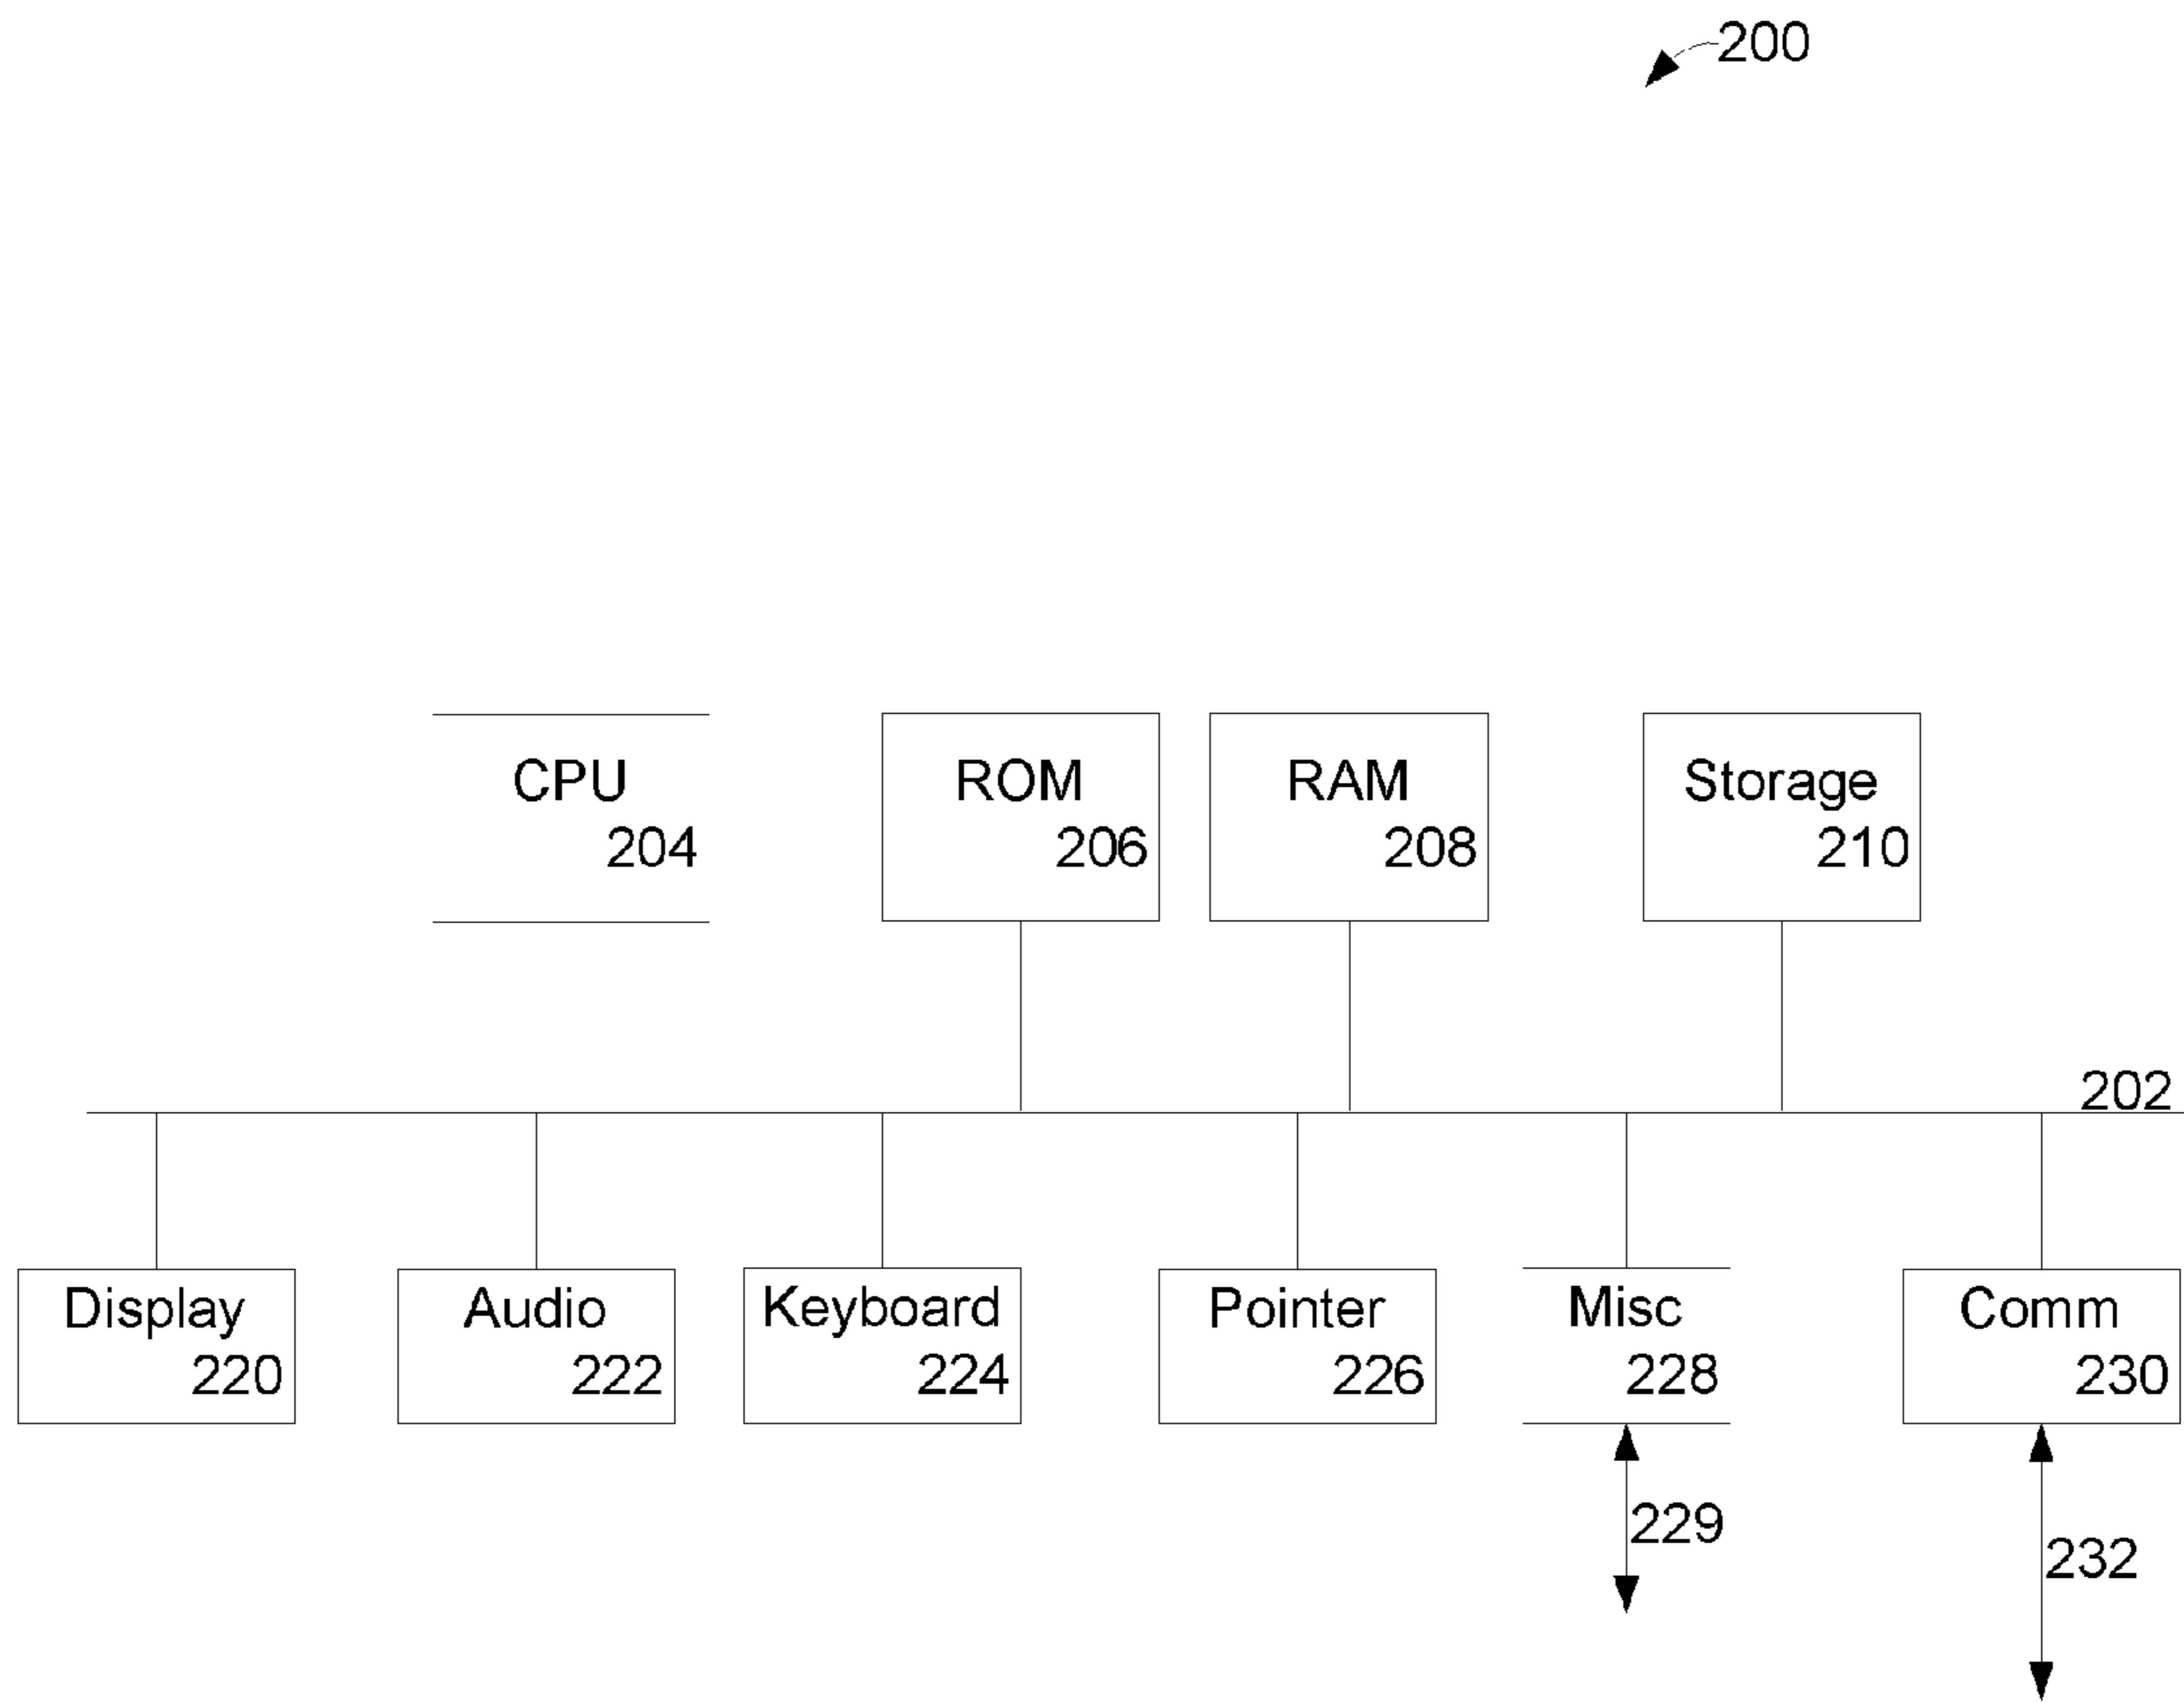 200
CPU
204
ROM
206
RAM
208
Storage
210
202
Display
220
Audio
222
Keyboard
224
Pointer
226
Misc
228
Comm
230
229
232